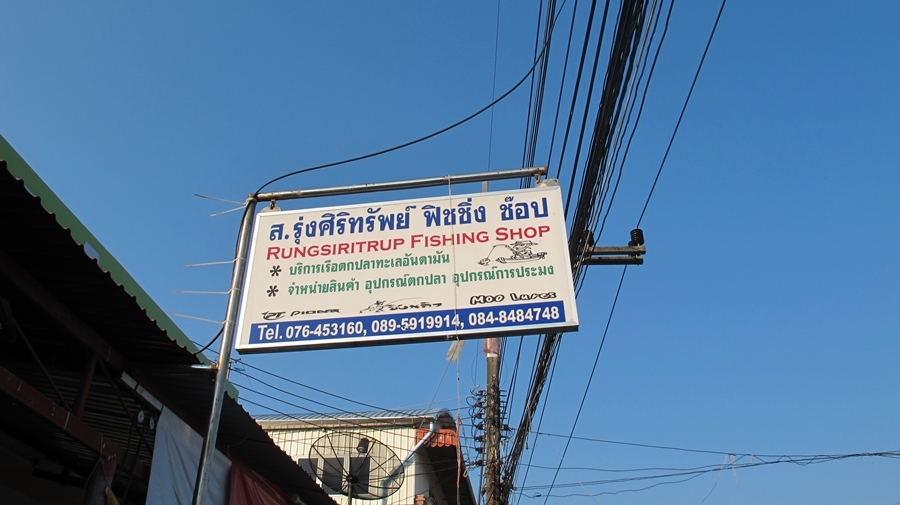 ส.รุ่งศิริทรัพย์ ฟิชชิ่ง ช๊อป
RUNGSIRITRUP FISHING SHOP
* บริการเรือตกปลาทะเลอันดามัน
* จำหน่ายสินค้า อุปกรณ์ตกปลา อุปกรณ์การประมง
PIONER MOO Lures
Tel. 076-453160, 089-5919914, 084-8484748